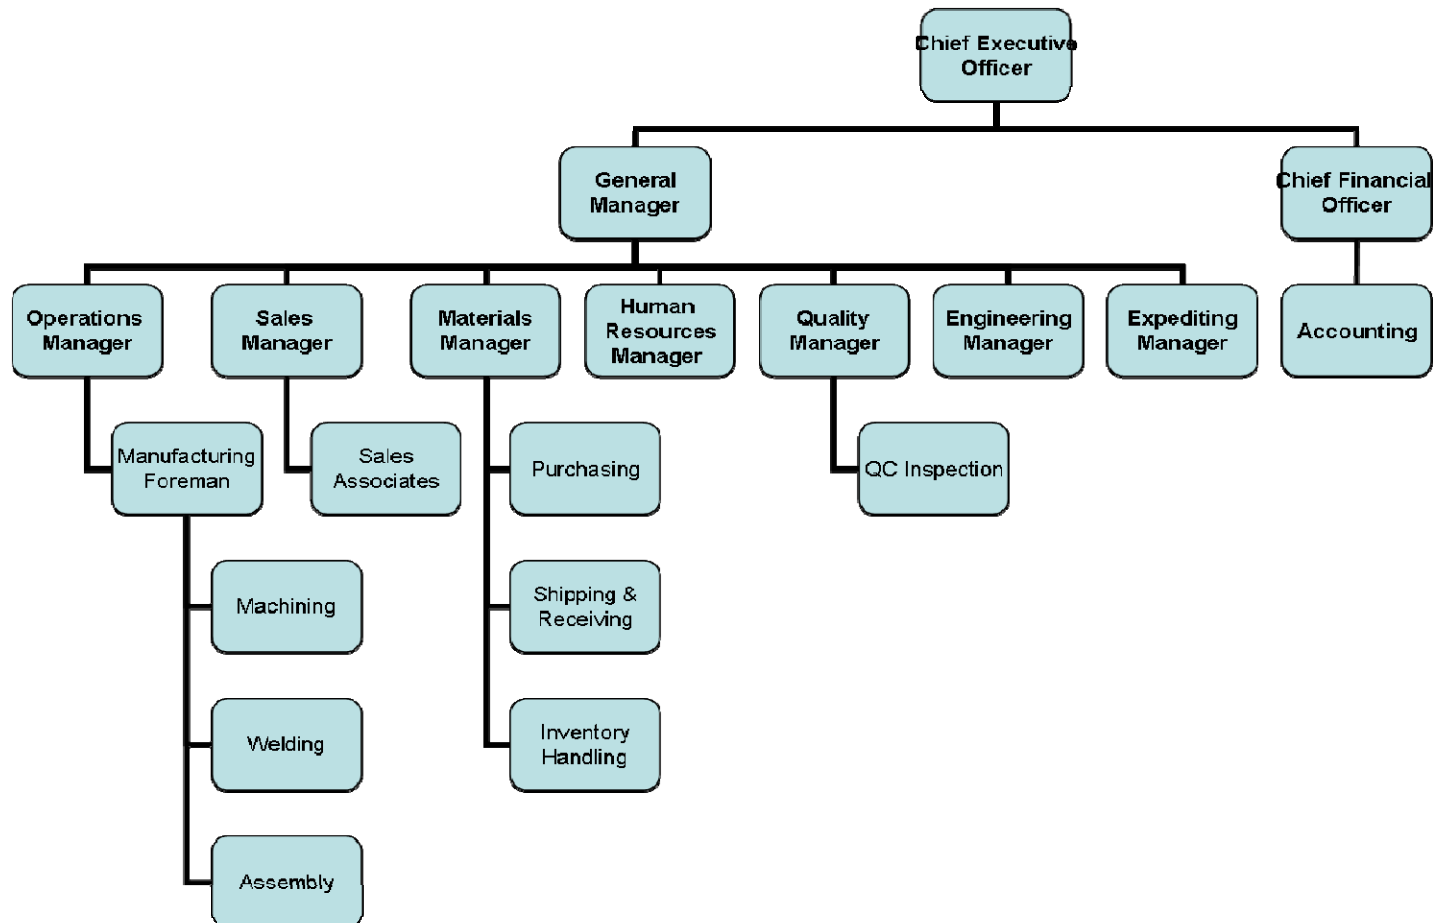 Chief Executive
Officer
General
Manager
Chief Financial
Officer
Operations
Manager
Sales
Manager
Materials
Manager
Human
Resources
Manager
Quality
Manager
Engineering
Manager
Expediting
Manager
Accounting
Manufacturing
Foreman
Sales
Associates
Purchasing
QC Inspection
Machining
Shipping &
Receiving
Welding
Inventory
Handling
Assembly